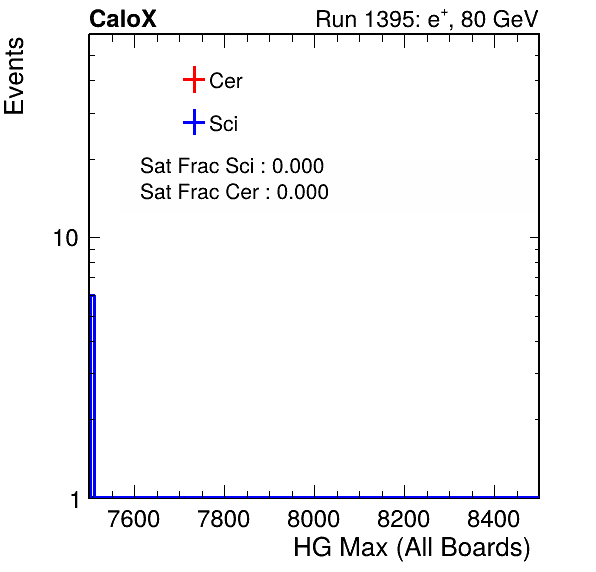 CaloX Run 1395: e⁺, 80 GeV
Events
Cer
Sci
Sat Frac Sci : 0.000
Sat Frac Cer : 0.000
10
1
7600 7800 8000 8200 8400
HG Max (All Boards)